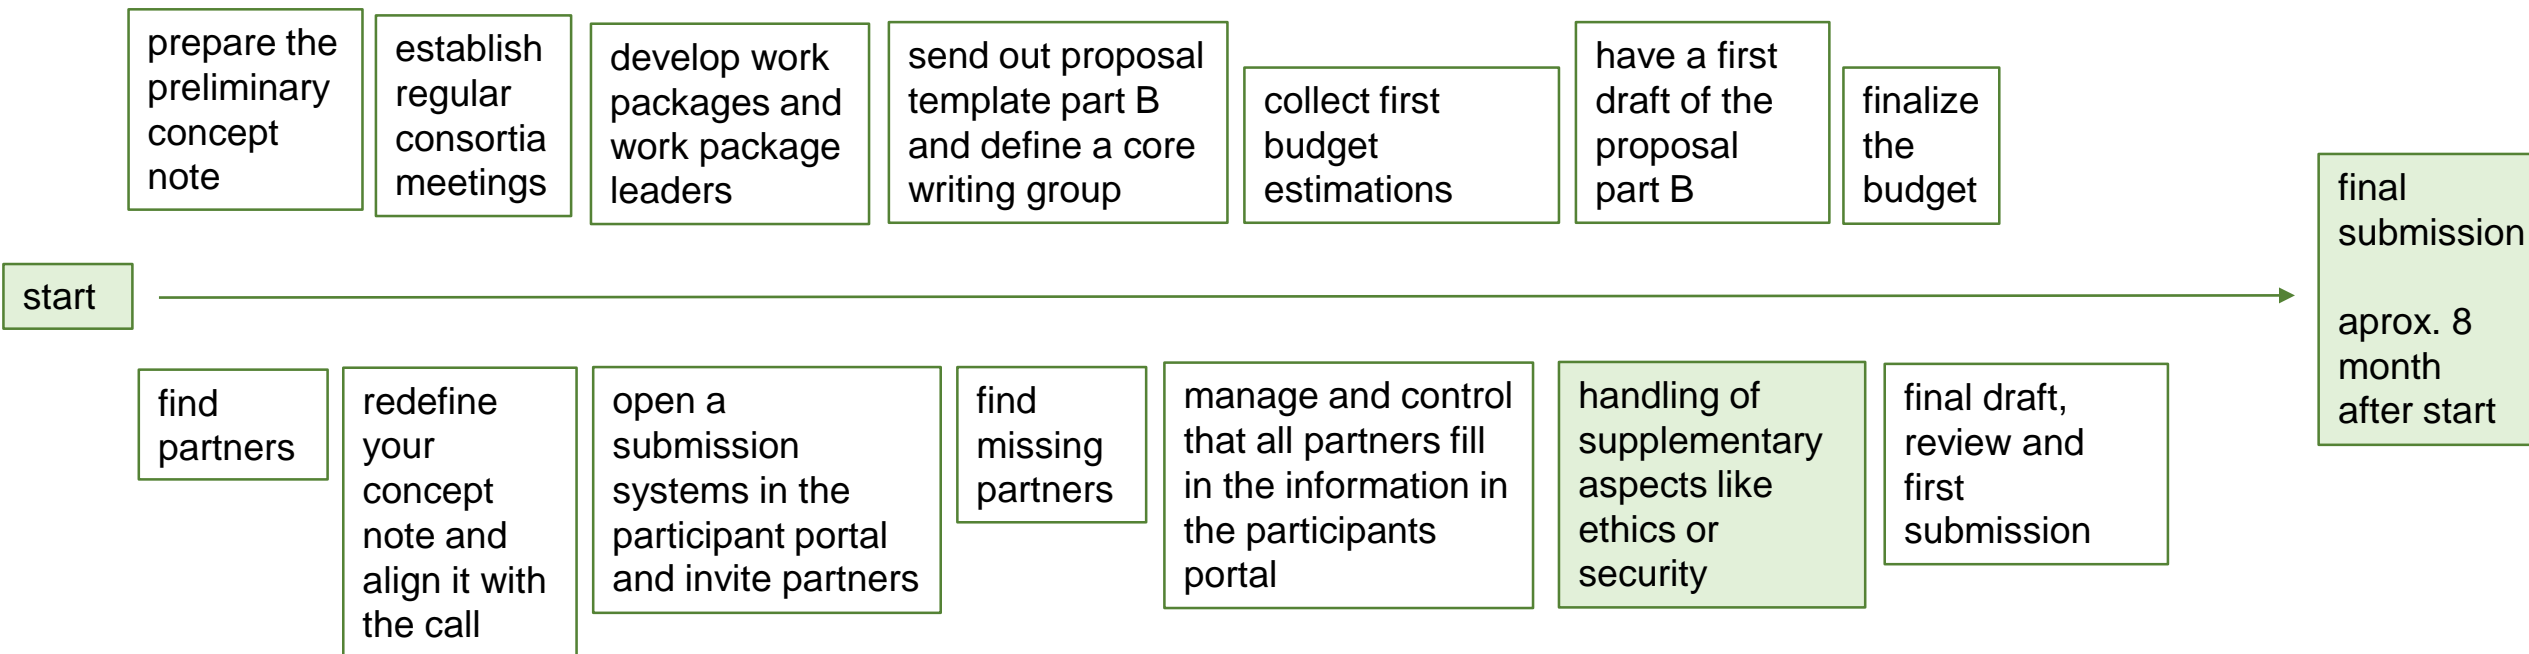 prepare the
preliminary
concept
note
establish
regular
consortia
meetings
develop work
packages and
work package
leaders
send out proposal
template part B
and define a core
writing group
collect first
budget
estimations
have a first
draft of the
proposal
part B
finalize
the
budget
start
final
submission
aprox. 8
month
after start
find
partners
redefine
your
concept
note and
align it with
the call
open a
submission
systems in the
participant portal
and invite partners
find
missing
partners
manage and control
that all partners fill
in the information in
the participants
portal
handling of
supplementary
aspects like
ethics or
security
final draft,
review and
first
submission